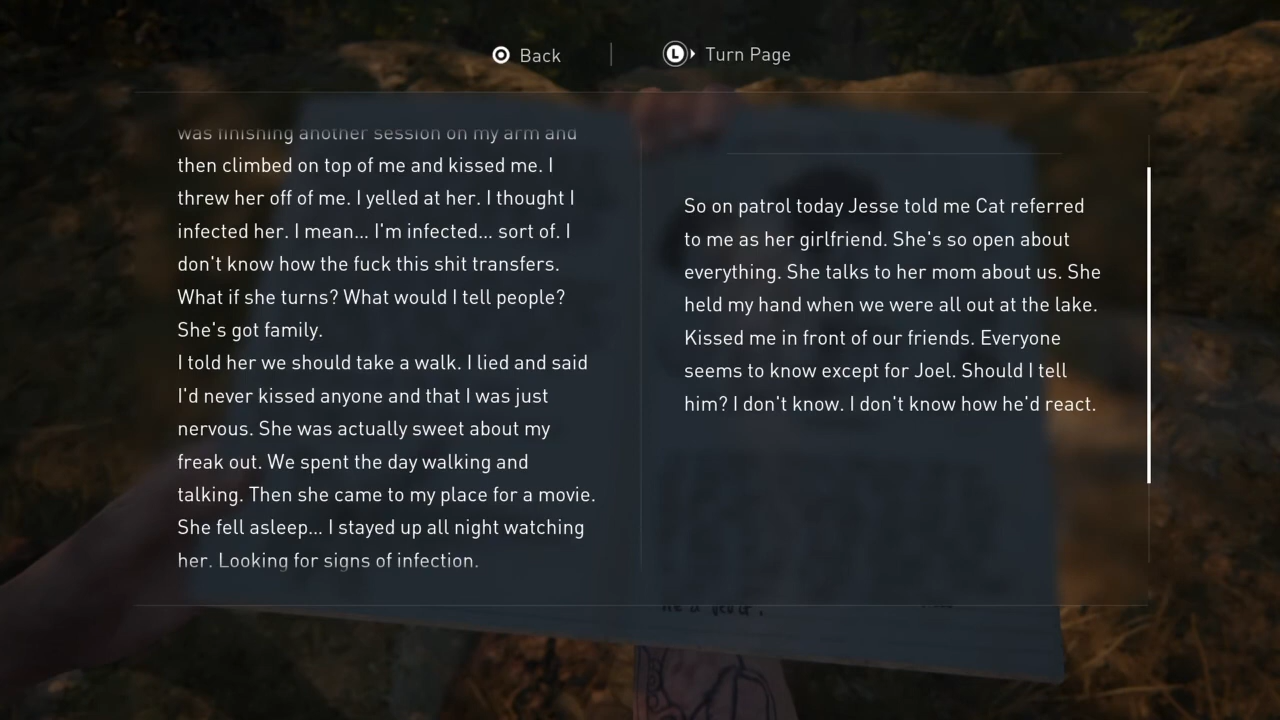 Back
L Turn Page
was finishing another session on my arm and
then climbed on top of me and kissed me. I
threw her off of me. I yelled at her. I thought I
infected her. I mean... I'm infected... sort of. I
don't know how the fuck this shit transfers.
What if she turns? What would I tell people?
She's got family.
I told her we should take a walk. I lied and said
I'd never kissed anyone and that I was just
nervous. She was actually sweet about my
freak out. We spent the day walking and
talking. Then she came to my place for a movie.
She fell asleep... I stayed up all night watching
her. Looking for signs of infection.
So on patrol today Jesse told me Cat referred
to me as her girlfriend. She's so open about
everything. She talks to her mom about us. She
held my hand when we were all out at the lake.
Kissed me in front of our friends. Everyone
seems to know except for Joel. Should I tell
him? I don't know. I don't know how he'd react.